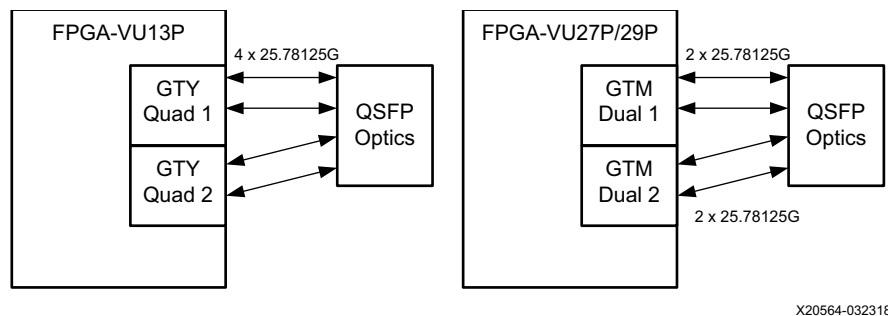 FPGA-VU13P
4 x 25.78125G
GTY
Quad 1
GTY
Quad 2
QSFP
Optics
FPGA-VU27P/29P
2 x 25.78125G
GTM
Dual 1
GTM
Dual 2
QSFP
Optics
2 x 25.78125G
X20564-032318